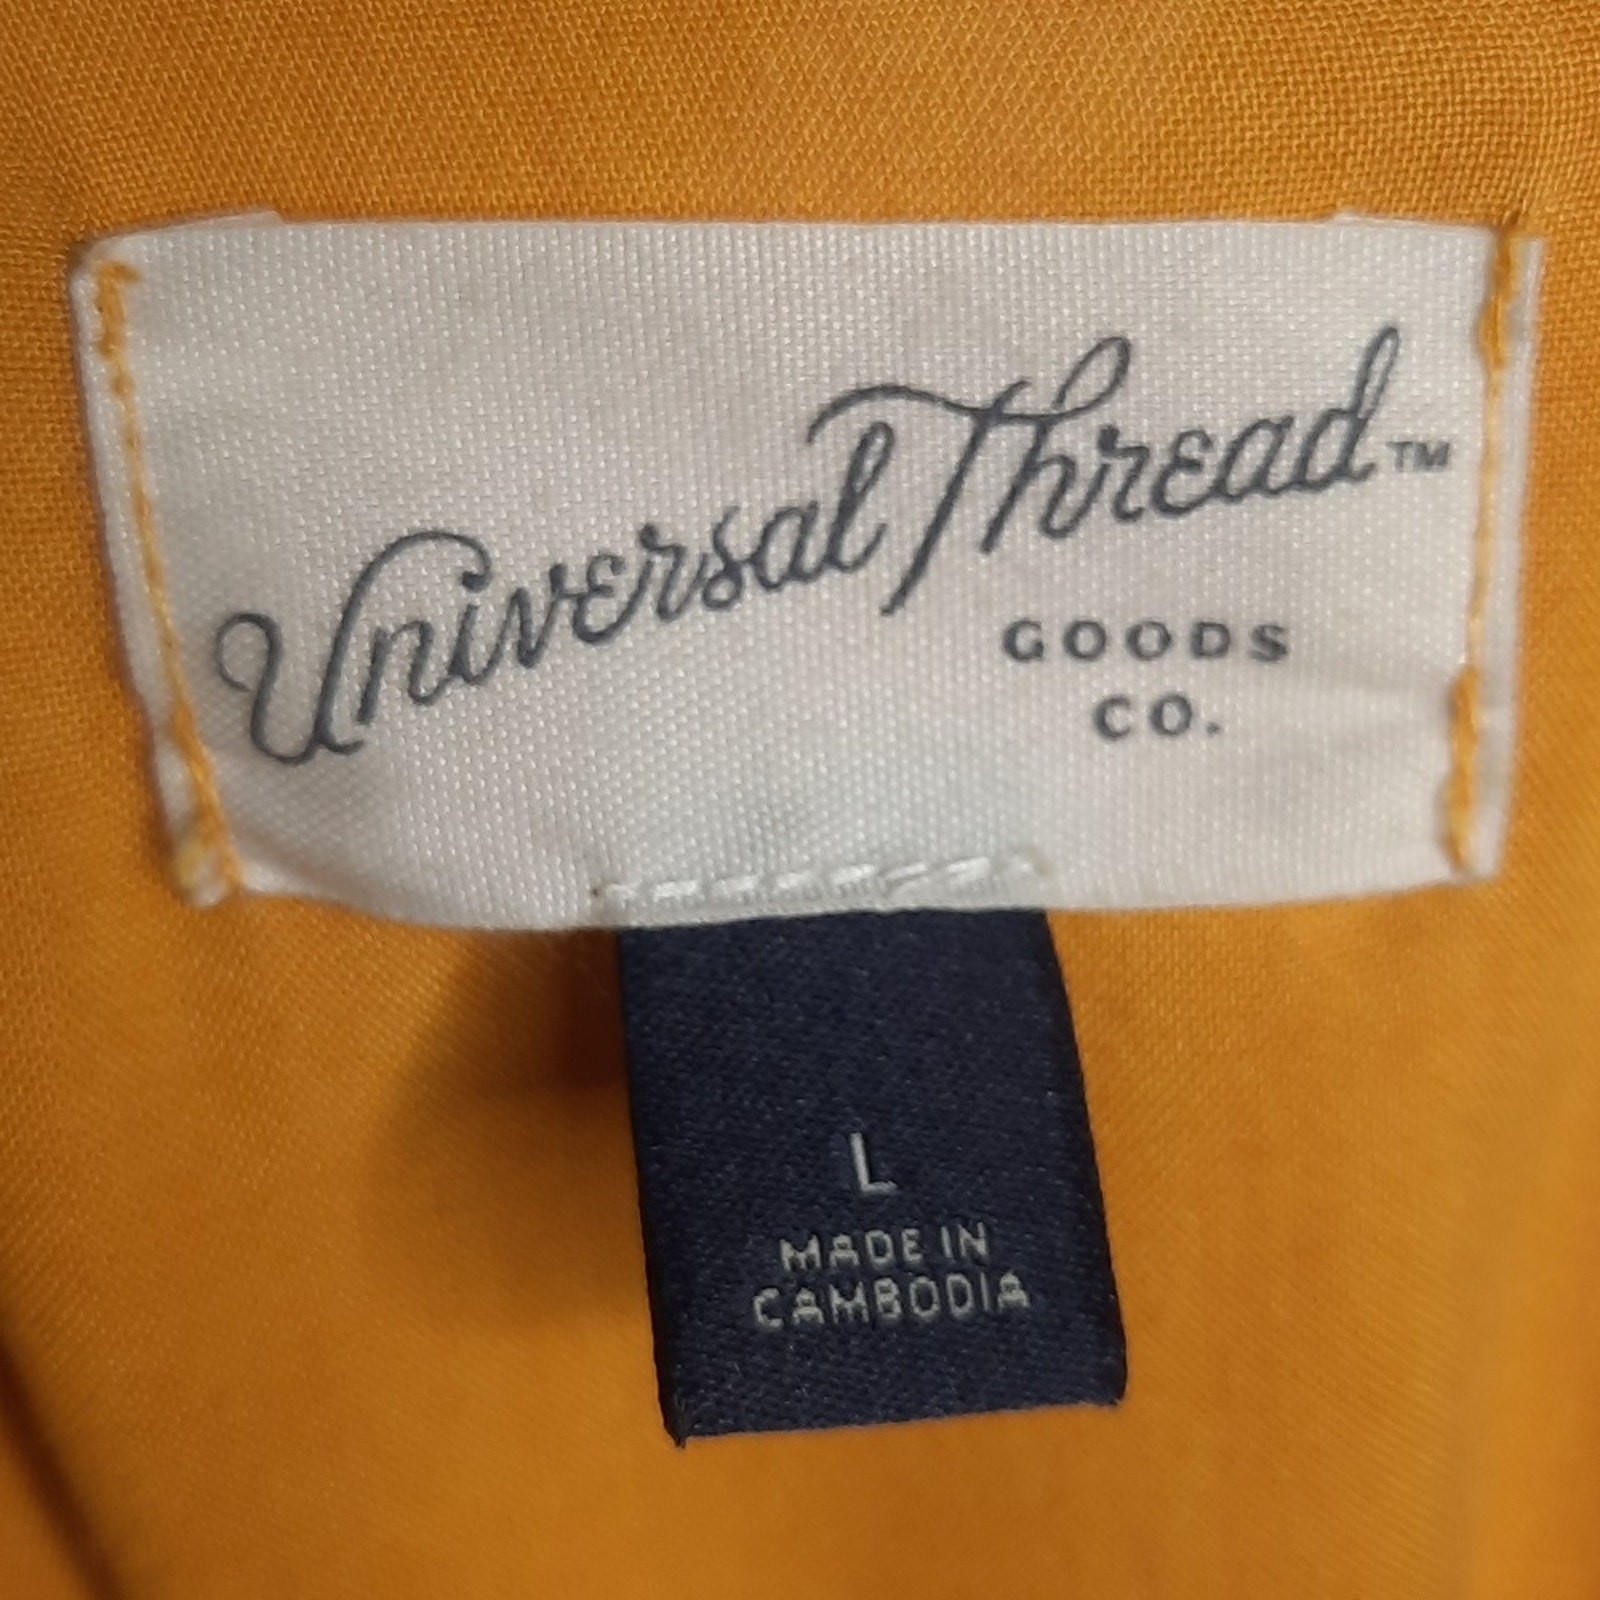 Universal Thread™
GOODS
CO.
L
MADE IN
CAMBODIA